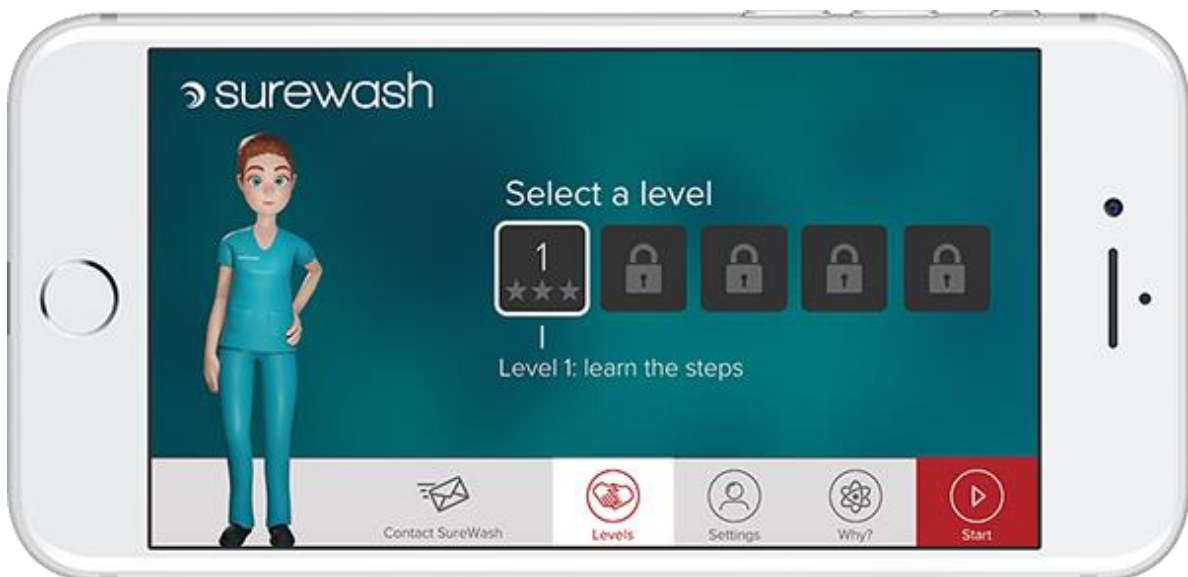 surewash
Select a level
1
Level 1: learn the steps
Contact SureWash
Levels
Settings
Why?
Start